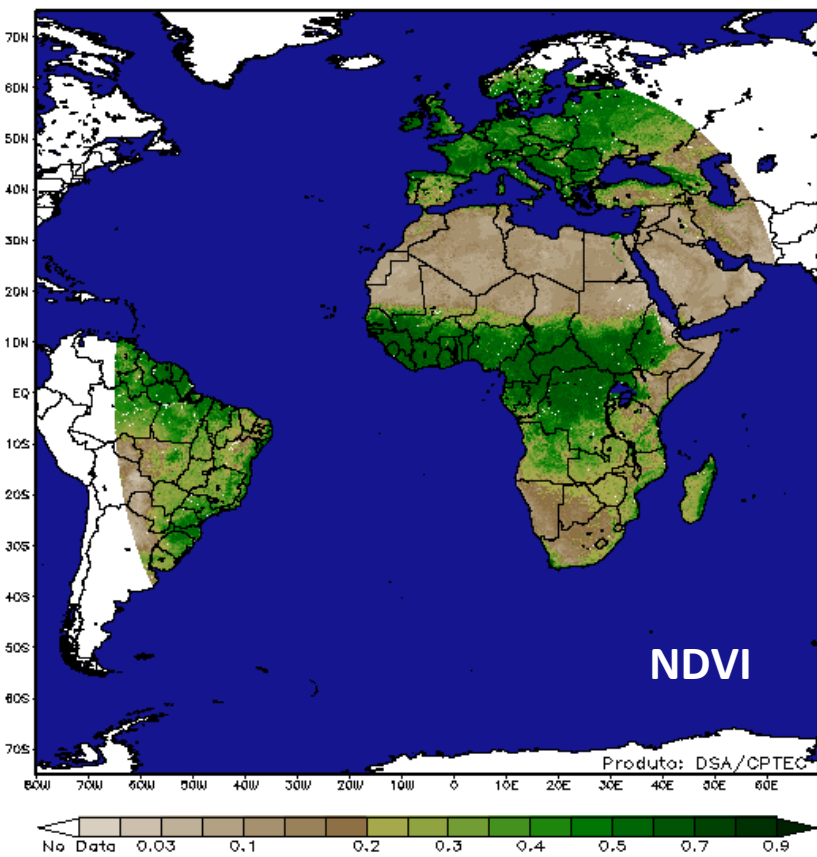 70N
60N
50N
40N
30N
20N
10N
EQ
10S
20S
30S
40S
50S
60S
70S
NDVI
Produto: DSA/CPTEC
80W 70W 60W 50W 40W 30W 20W 10W 0 10E 20E 30E 40E 50E 60E
No Data 0.03 0.1 0.2 0.3 0.4 0.5 0.7 0.9